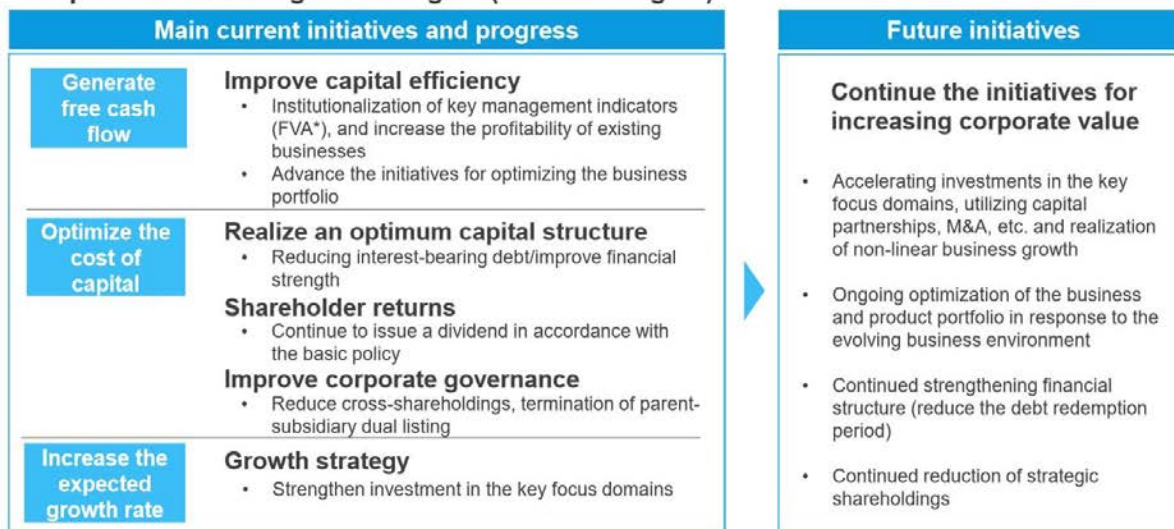 Main current initiatives and progress
Generate
free cash
flow
Improve capital efficiency
• Institutionalization of key management indicators
(FVA*), and increase the profitability of existing
businesses
• Advance the initiatives for optimizing the business
portfolio
Optimize the
cost of
capital
Realize an optimum capital structure
• Reducing interest-bearing debt/improve financial
strength
Shareholder returns
• Continue to issue a dividend in accordance with
the basic policy
Improve corporate governance
• Reduce cross-shareholdings, termination of parent-
subsidiary dual listing
Increase the
expected
growth rate
Growth strategy
• Strengthen investment in the key focus domains
Future initiatives
Continue the initiatives for
increasing corporate value
• Accelerating investments in the key
focus domains, utilizing capital
partnerships, M&A, etc. and realization
of non-linear business growth
• Ongoing optimization of the business
and product portfolio in response to the
evolving business environment
• Continued strengthening financial
structure (reduce the debt redemption
period)
• Continued reduction of strategic
shareholdings